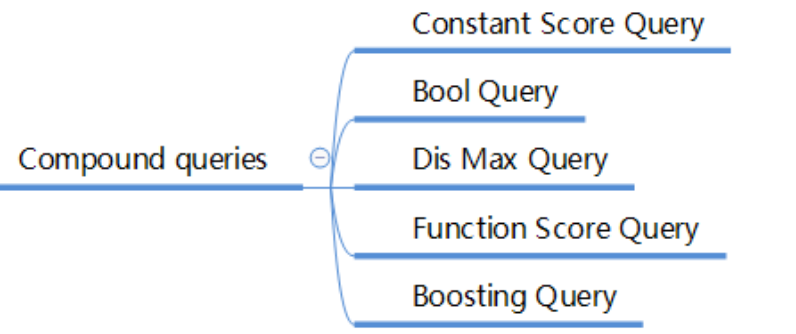 Constant Score Query
Bool Query
Compound queries
Dis Max Query
Function Score Query
Boosting Query